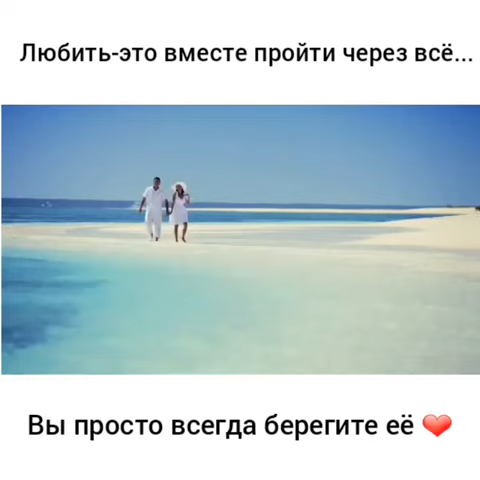 Любить-это вместе пройти через всё...
Вы просто всегда берегите её ❤